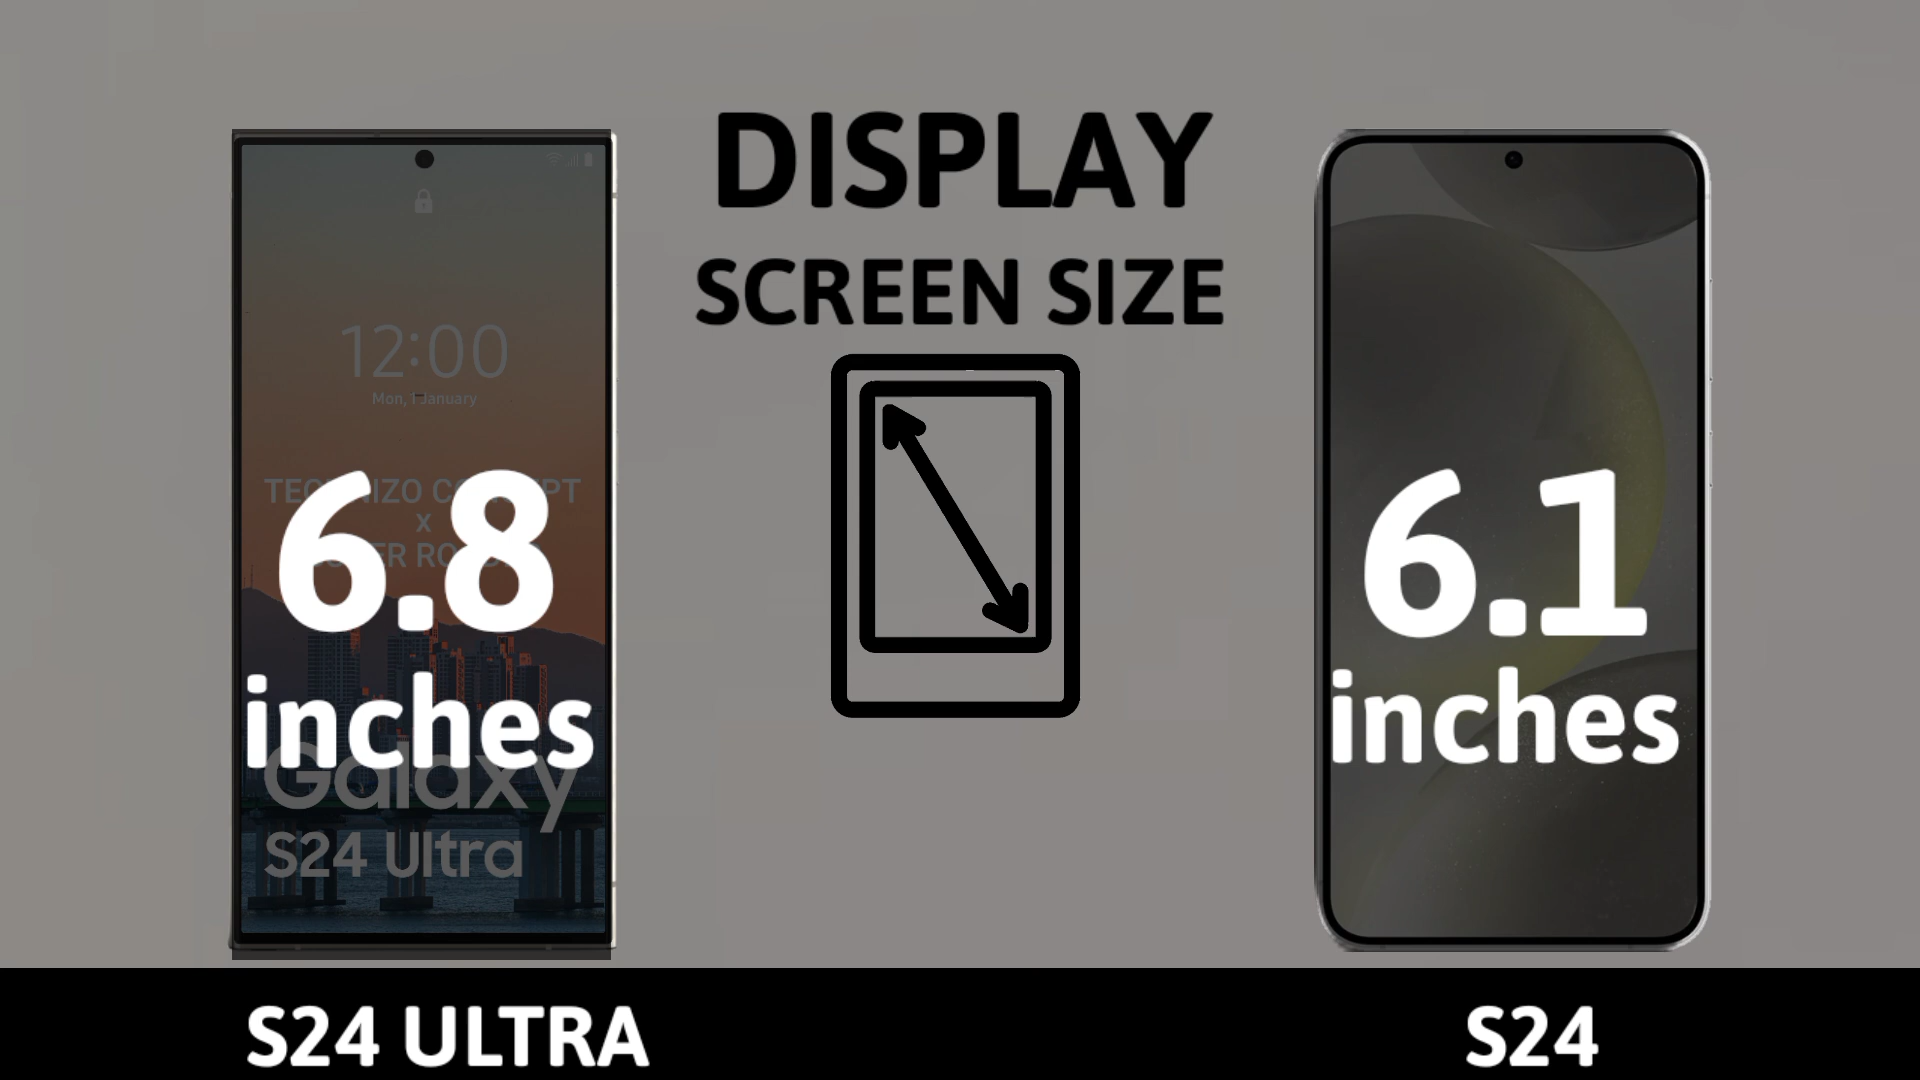 DISPLAY
SCREEN SIZE
12:00
Mon, 1 January
X
6.8
inches
Galaxy
S24 Ultra
6.1
inches
S24 ULTRA
S24